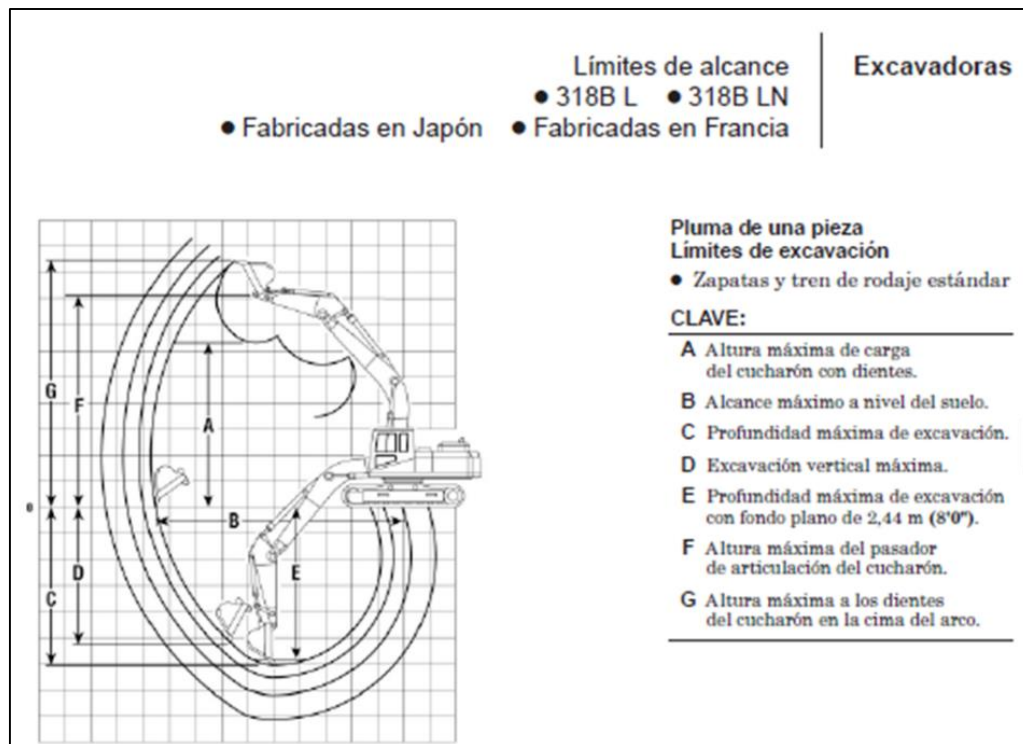 Límites de alcance
● 318B L ● 318B LN
● Fabricadas en Japón ● Fabricadas en Francia
Excavadoras
G
F
A
B
0
D
C
E
Pluma de una pieza
Límites de excavación
● Zapatas y tren de rodaje estándar
CLAVE:
A Altura máxima de carga
del cucharón con dientes.
B Alcance máximo a nivel del suelo.
C Profundidad máxima de excavación.
D Excavación vertical máxima.
E Profundidad máxima de excavación
con fondo plano de 2,44 m (8'0").
F Altura máxima del pasador
de articulación del cucharón.
G Altura máxima a los dientes
del cucharón en la cima del arco.